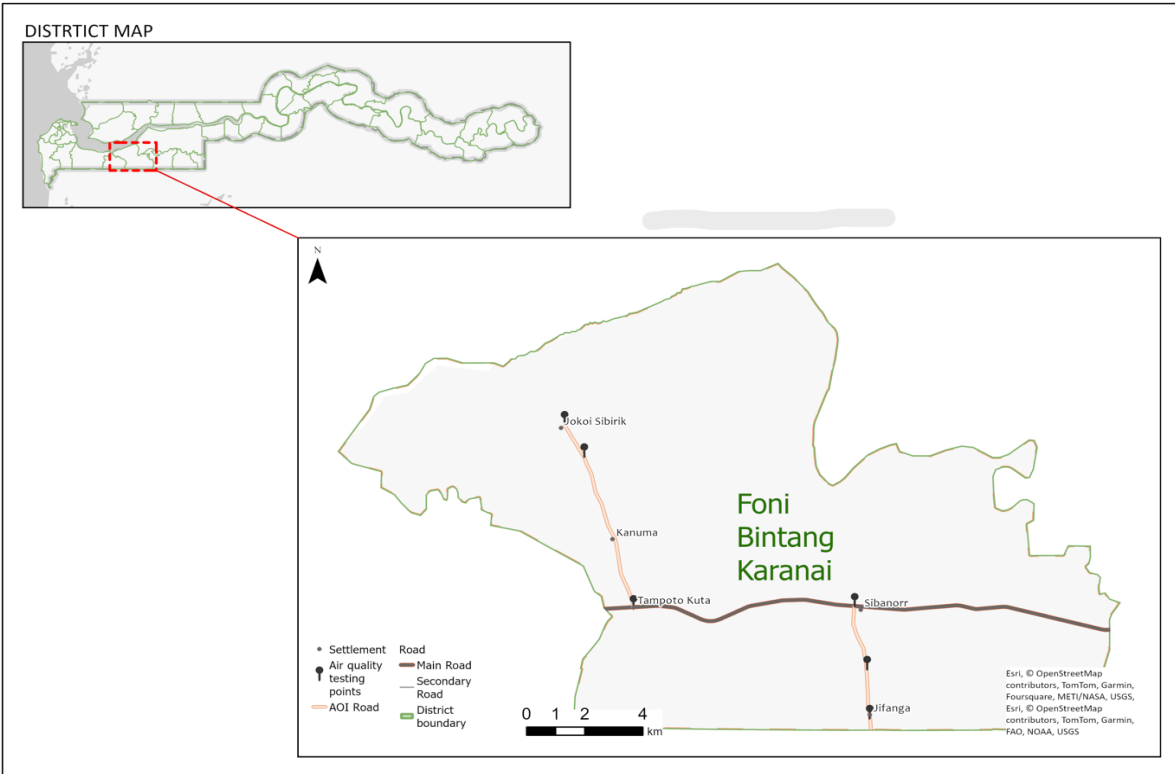 DISTRTICT MAP
N
Jokoi Sibirik
Kanuma
Foni
Bintang
Karanai
Tampoto Kuta
Sibanorr
Jifanga
Settlement
Air quality
testing
points
AOI Road
Road
Main Road
Secondary
Road
District
boundary
0 1 2 4
km
Esri, © OpenStreetMap
contributors, TomTom, Garmin,
Foursquare, METI/NASA, USGS,
Esri, © OpenStreetMap
contributors, TomTom, Garmin,
FAO, NOAA, USGS